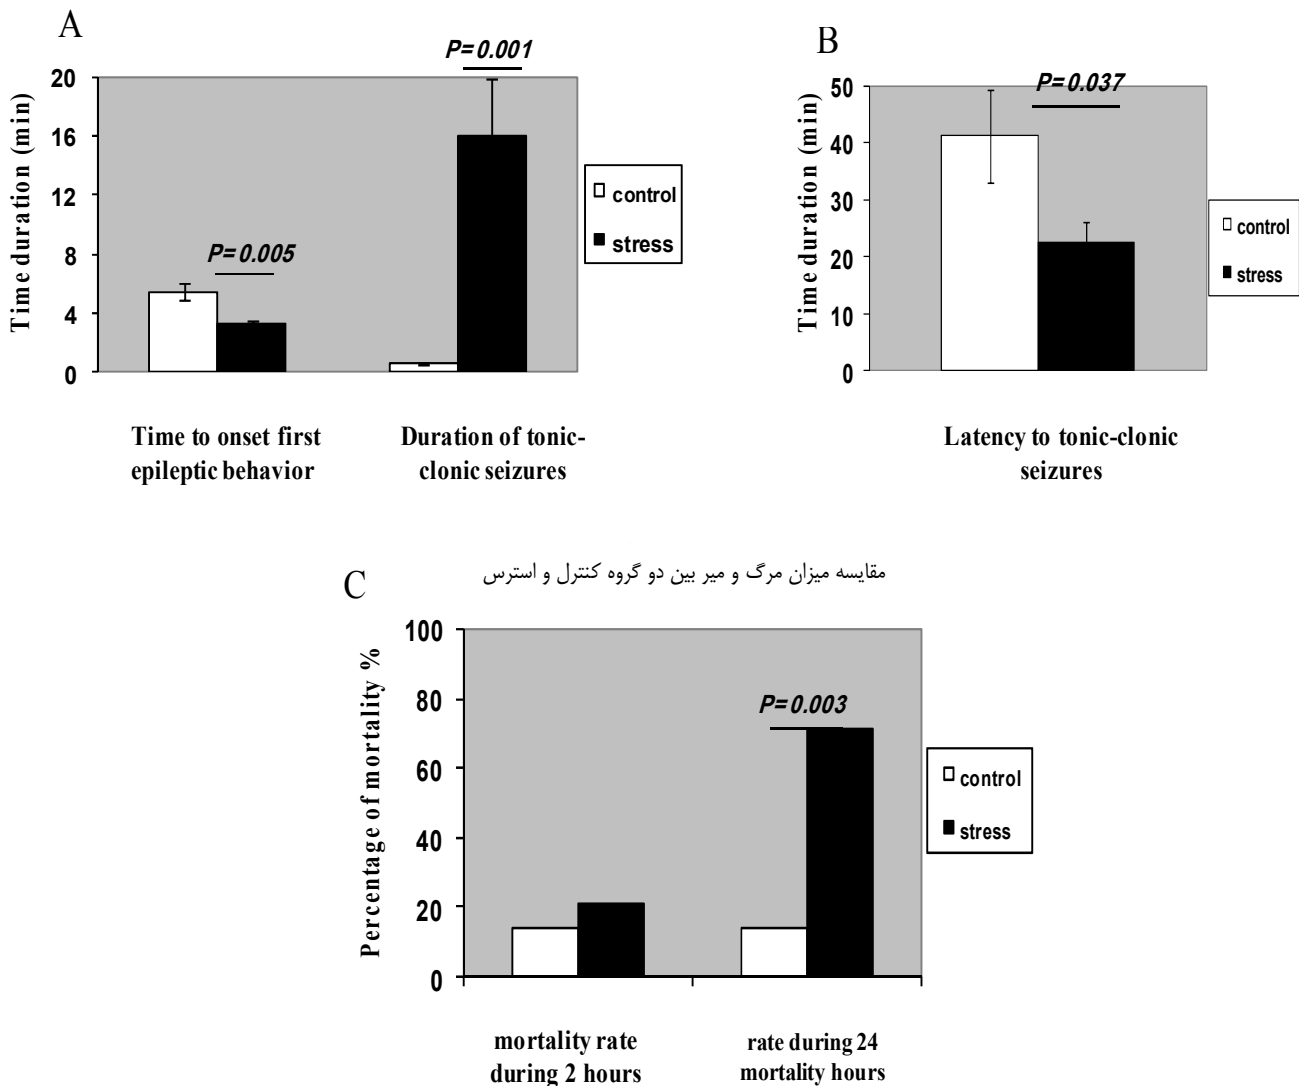 A
P=0.001
20
16
12
8
4
0
Time duration (min)
P=0.005
control
stress
Time to onset first
epileptic behavior
Duration of tonic-
clonic seizures
B
P=0.037
50
40
30
20
10
0
Time duration (min)
control
stress
Latency to tonic-clonic
seizures
C
مقایسه میزان مرگ و میر بین دو گروه کنترل و استرس
100
80
60
40
20
0
Percentage of mortality %
P=0.003
control
stress
mortality rate
during 2 hours
rate during 24
mortality hours